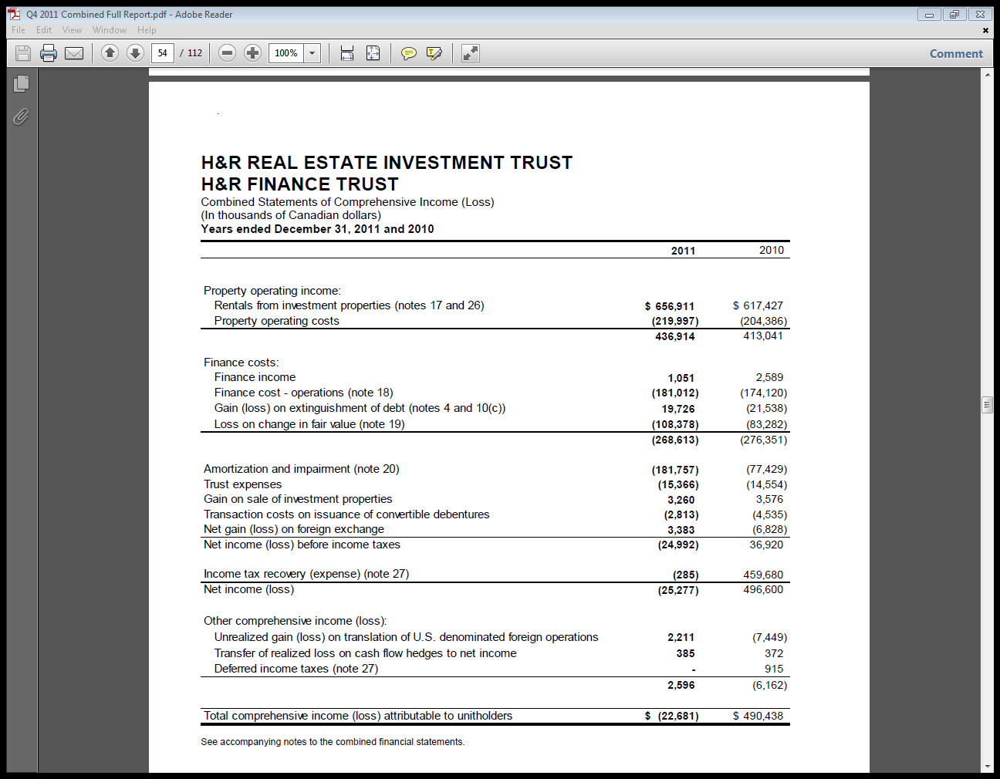 Q4 2011 Combined Full Report.pdf - Adobe Reader
File Edit View Window Help
54 / 112 100% Comment
H&R REAL ESTATE INVESTMENT TRUST
H&R FINANCE TRUST
Combined Statements of Comprehensive Income (Loss)
(In thousands of Canadian dollars)
Years ended December 31, 2011 and 2010
2011 2010
Property operating income:
Rentals from investment properties (notes 17 and 26) $ 656,911 $ 617,427
Property operating costs (219,997) (204,386)
436,914 413,041
Finance costs:
Finance income 1,051 2,589
Finance cost - operations (note 18) (181,012) (174,120)
Gain (loss) on extinguishment of debt (notes 4 and 10(c)) 19,726 (21,538)
Loss on change in fair value (note 19) (108,378) (83,282)
(268,613) (276,351)
Amortization and impairment (note 20) (181,757) (77,429)
Trust expenses (15,366) (14,554)
Gain on sale of investment properties 3,260 3,576
Transaction costs on issuance of convertible debentures (2,813) (4,535)
Net gain (loss) on foreign exchange 3,383 (6,828)
Net income (loss) before income taxes (24,992) 36,920
Income tax recovery (expense) (note 27) (285) 459,680
Net income (loss) (25,277) 496,600
Other comprehensive income (loss):
Unrealized gain (loss) on translation of U.S. denominated foreign operations 2,211 (7,449)
Transfer of realized loss on cash flow hedges to net income 385 372
Deferred income taxes (note 27) - 915
2,596 (6,162)
Total comprehensive income (loss) attributable to unitholders $ (22,681) $ 490,438
See accompanying notes to the combined financial statements.